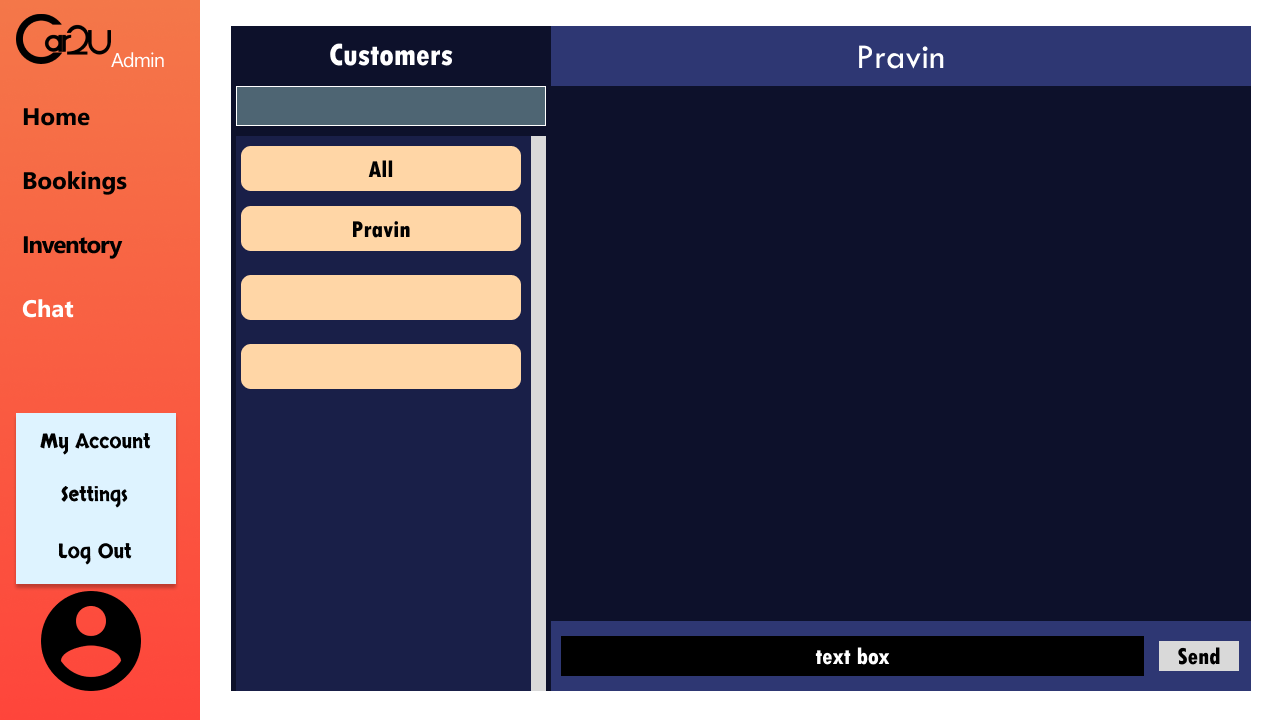 Car2U
Admin
Home
Bookings
Inventory
Chat
My Account
Settings
Log Out
Customers
All
Pravin
Pravin
text box
Send